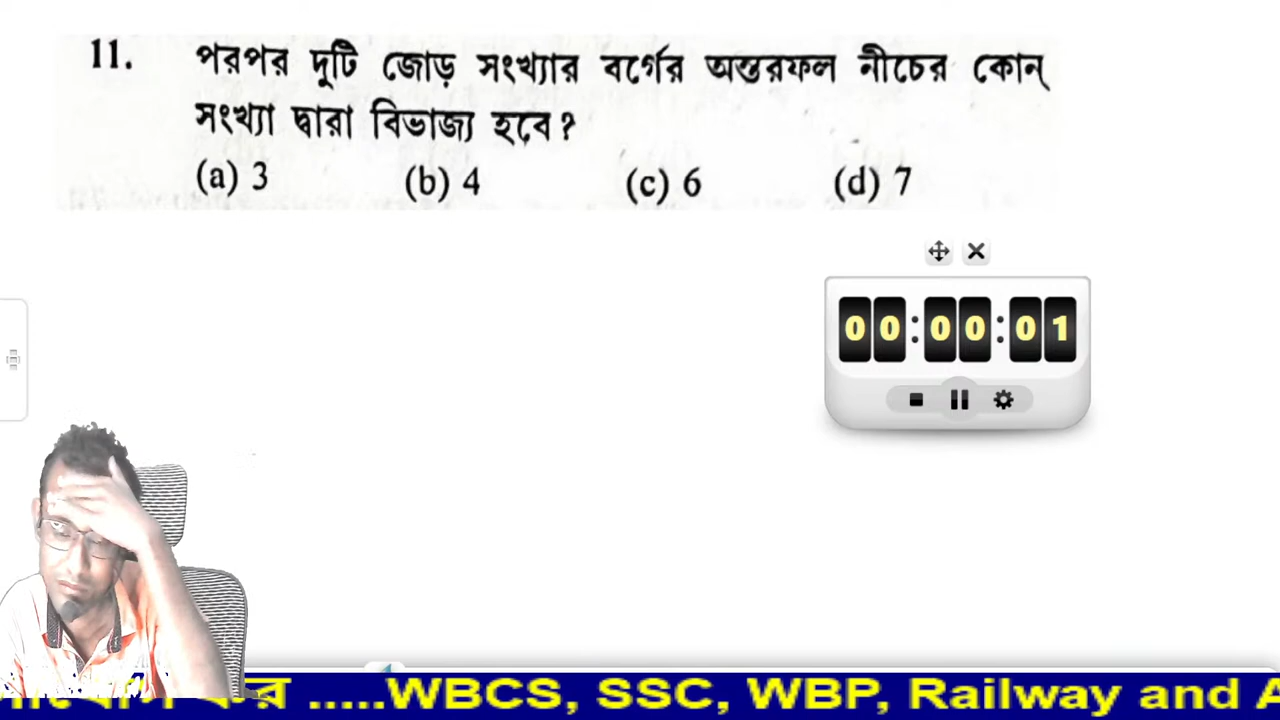 11. পরপর দুটি জোড় সংখ্যার বর্গের অন্তরফল নীচের কোন্
সংখ্যা দ্বারা বিভাজ্য হবে?
(a) 3 (b) 4 (c) 6 (d) 7
00:00:01
.....WBCS, SSC, WBP, Railway and A